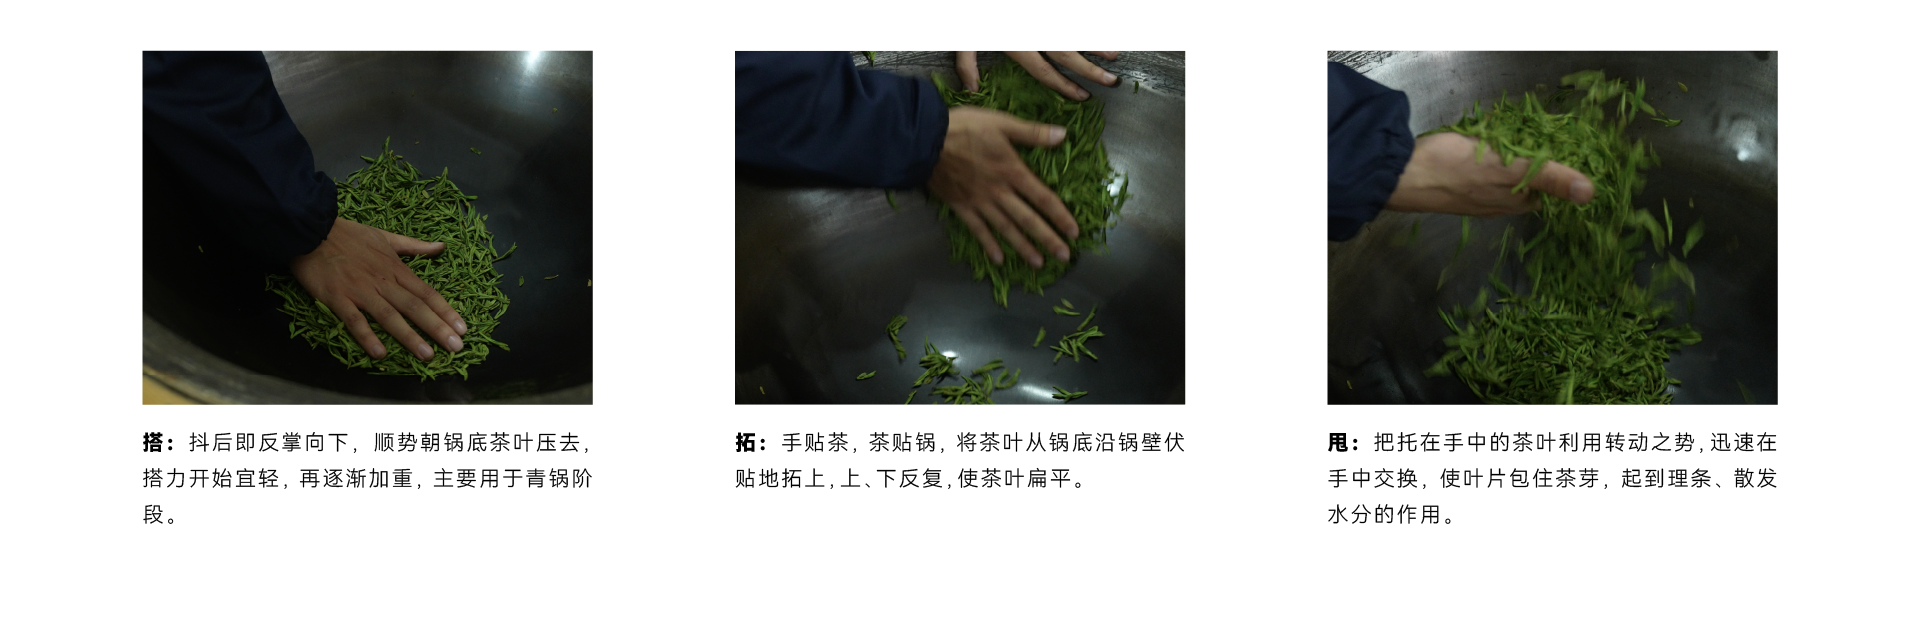 搭：抖后即反掌向下，顺势朝锅底茶叶压去，
搭力开始宜轻，再逐渐加重，主要用于青锅阶
段。
拓：手贴茶，茶贴锅，将茶叶从锅底沿锅壁伏
贴地拓上，上、下反复，使茶叶扁平。
甩：把托在手中的茶叶利用转动之势，迅速在
手中交换，使叶片包住茶芽，起到理条、散发
水分的作用。